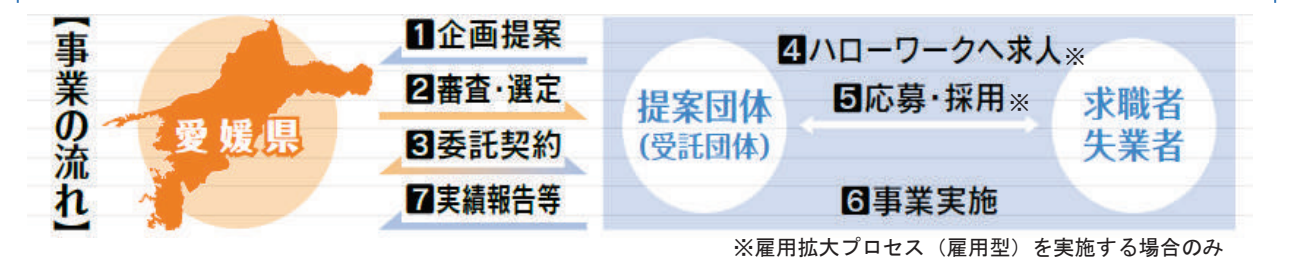 【事業の流れ】
愛媛県
1企画提案
2審査・選定
3委託契約
7実績報告等
提案団体
(受託団体)
4ハローワークへ求人※
5応募・採用※
6事業実施
求職者
失業者
※雇用拡大プロセス（雇用型）を実施する場合のみ